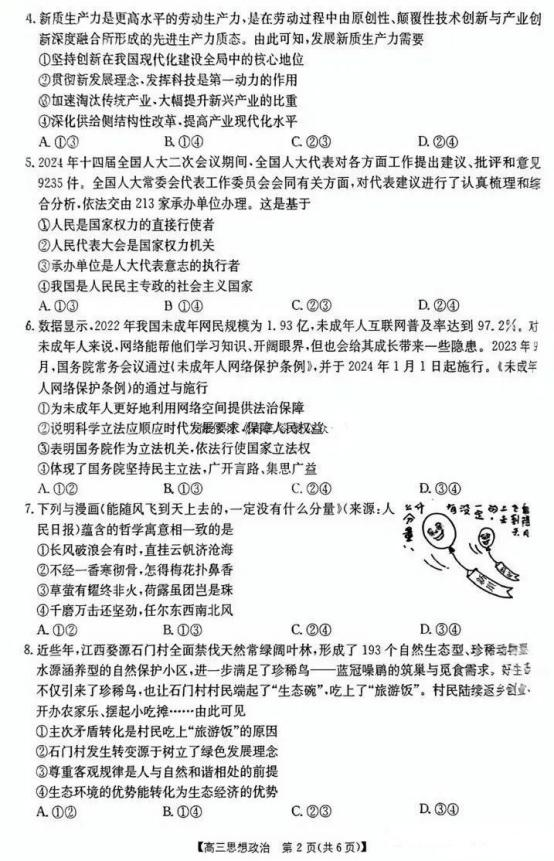 4.新质生产力是更高水平的劳动生产力,是在劳动过程中由原创性、颠覆性技术创新与产业创
新深度融合所形成的先进生产力质态。由此可知,发展新质生产力需要
①坚持创新在我国现代化建设全局中的核心地位
②贯彻新发展理念,发挥科技是第一动力的作用
③加速淘汰传统产业,大幅提升新兴产业的比重
④深化供给侧结构性改革,提高产业现代化水平
A.①③ B.①④ C.②③ D.②④
5.2024年十四届全国人大二次会议期间,全国人大代表对各方面工作提出建议、批评和意见
9235件。全国人大常委会代表工作委员会会同有关方面,对代表建议进行了认真梳理和综
合分析,依法交由213家承办单位办理。这是基于
①人民是国家权力的直接行使者
②人民代表大会是国家权力机关
③承办单位是人大代表意志的执行者
④我国是人民民主专政的社会主义国家
A.①③ B ①④ C.②③ D.②④
6.数据显示,2022年我国未成年网民规模为1.93亿,未成年人互联网普及率达到97.2%。对
未成年人来说,网络能帮他们学习知识、开阔眼界,但也会给其成长带来一些隐患。2023年9
月,国务院常务会议通过《未成年人网络保护条例》,并于2024年1月1日起施行。《未成年
人网络保护条例》的通过与施行
①为未成年人更好地利用网络空间提供法治保障
②说明科学立法应顺应时代发展要求,保障人民权益
③表明国务院作为立法机关,依法行使国家立法权
④体现了国务院坚持民主立法,广开言路、集思广益
A.①② B.①③ C.②④ D.③④
7.下列与漫画《能随风飞到天上去的,一定没有什么分量》(来源:人
民日报)蕴含的哲学寓意相一致的是
①长风破浪会有时,直挂云帆济沧海
②不经一番寒彻骨,怎得梅花扑鼻香
③草萤有耀终非火,荷露虽团岂是珠
④千磨万击还坚劲,任尔东西南北风
A.①② B.①③ C.②④ D.③④
8.近些年,江西婺源石门村全面禁伐天然常绿阔叶林,形成了193个自然生态型、珍稀动物型、
水源涵养型的自然保护小区,进一步满足了珍稀鸟——蓝冠噪鹛的筑巢与觅食需求。好生态
不仅引来了珍稀鸟,也让石门村村民端起了“生态碗”,吃上了“旅游饭”。村民陆续返乡创业,
开办农家乐、摆起小吃摊……由此可见
①主次矛盾转化是村民吃上“旅游饭”的原因
②石门村发生转变源于树立了绿色发展理念
③尊重客观规律是人与自然和谐相处的前提
④生态环境的优势能转化为生态经济的优势
A.①② B.①④ C.②③ D.③④
【高三思想政治 第2页(共6页)】